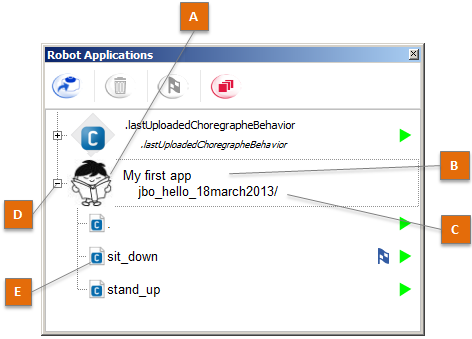 A
Robot Applications
.lastUploadedChoregrapheBehavior
.lastUploadedChoregrapheBehavior
My first app
B
jbo_hello_18march2013/
D
C
.
sit_down
E
stand_up